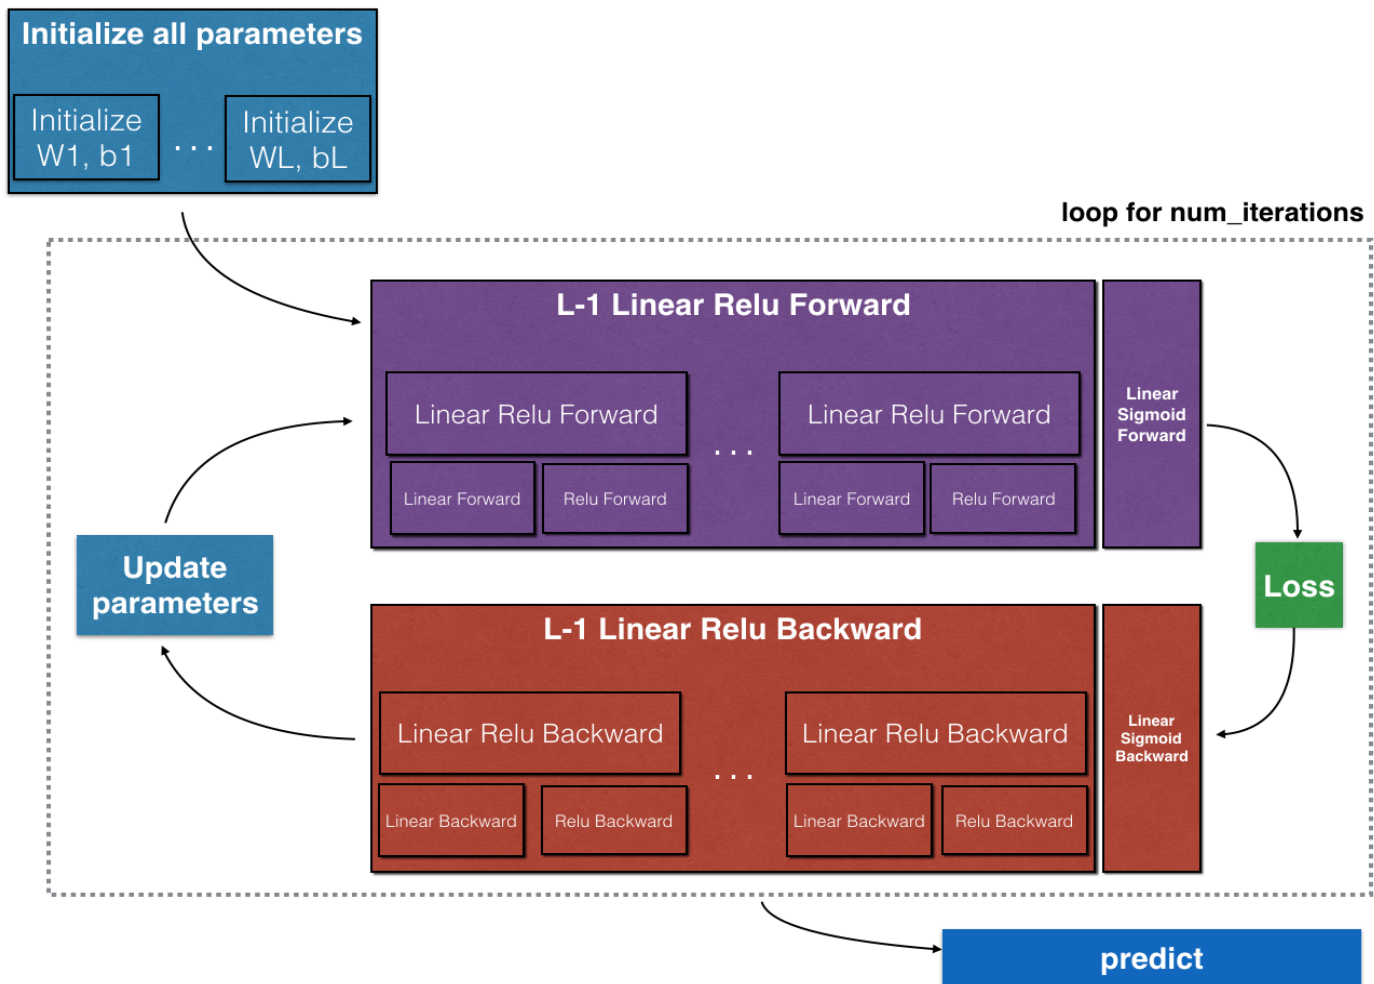 Initialize all parameters
Initialize
W1, b1
. . .
Initialize
WL, bL
loop for num_iterations
L-1 Linear Relu Forward
Linear Relu Forward
. . .
Linear Relu Forward
Linear Forward
Relu Forward
Linear Forward
Relu Forward
Linear
Sigmoid
Forward
Update
parameters
Loss
L-1 Linear Relu Backward
Linear Relu Backward
. . .
Linear Relu Backward
Linear Backward
Relu Backward
Linear Backward
Relu Backward
Linear
Sigmoid
Backward
predict